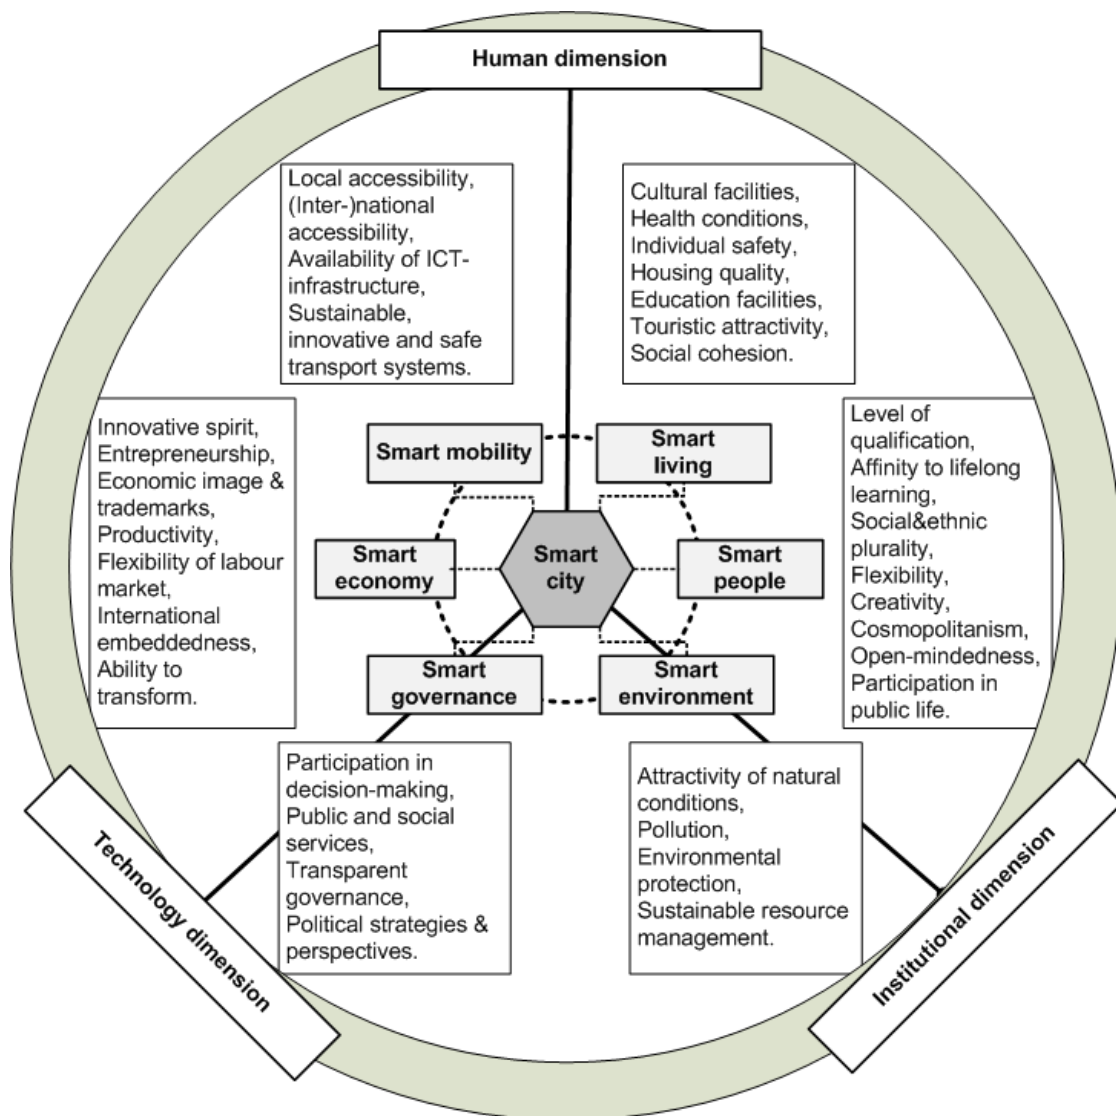 Human dimension
Local accessibility,
(Inter-)national
accessibility,
Availability of ICT-
infrastructure,
Sustainable,
innovative and safe
transport systems.
Cultural facilities,
Health conditions,
Individual safety,
Housing quality,
Education facilities,
Touristic attractivity,
Social cohesion.
Innovative spirit,
Entrepreneurship,
Economic image &
trademarks,
Productivity,
Flexibility of labour
market,
International
embeddedness,
Ability to
transform.
Smart mobility
Smart
living
Smart
economy
Smart
city
Smart
people
Smart
governance
Smart
environment
Level of
qualification,
Affinity to lifelong
learning,
Social&ethnic
plurality,
Flexibility,
Creativity,
Cosmopolitanism,
Open-mindedness,
Participation in
public life.
Participation in
decision-making,
Public and social
services,
Transparent
governance,
Political strategies &
perspectives.
Attractivity of natural
conditions,
Pollution,
Environmental
protection,
Sustainable resource
management.
Technology dimension
Institutional dimension